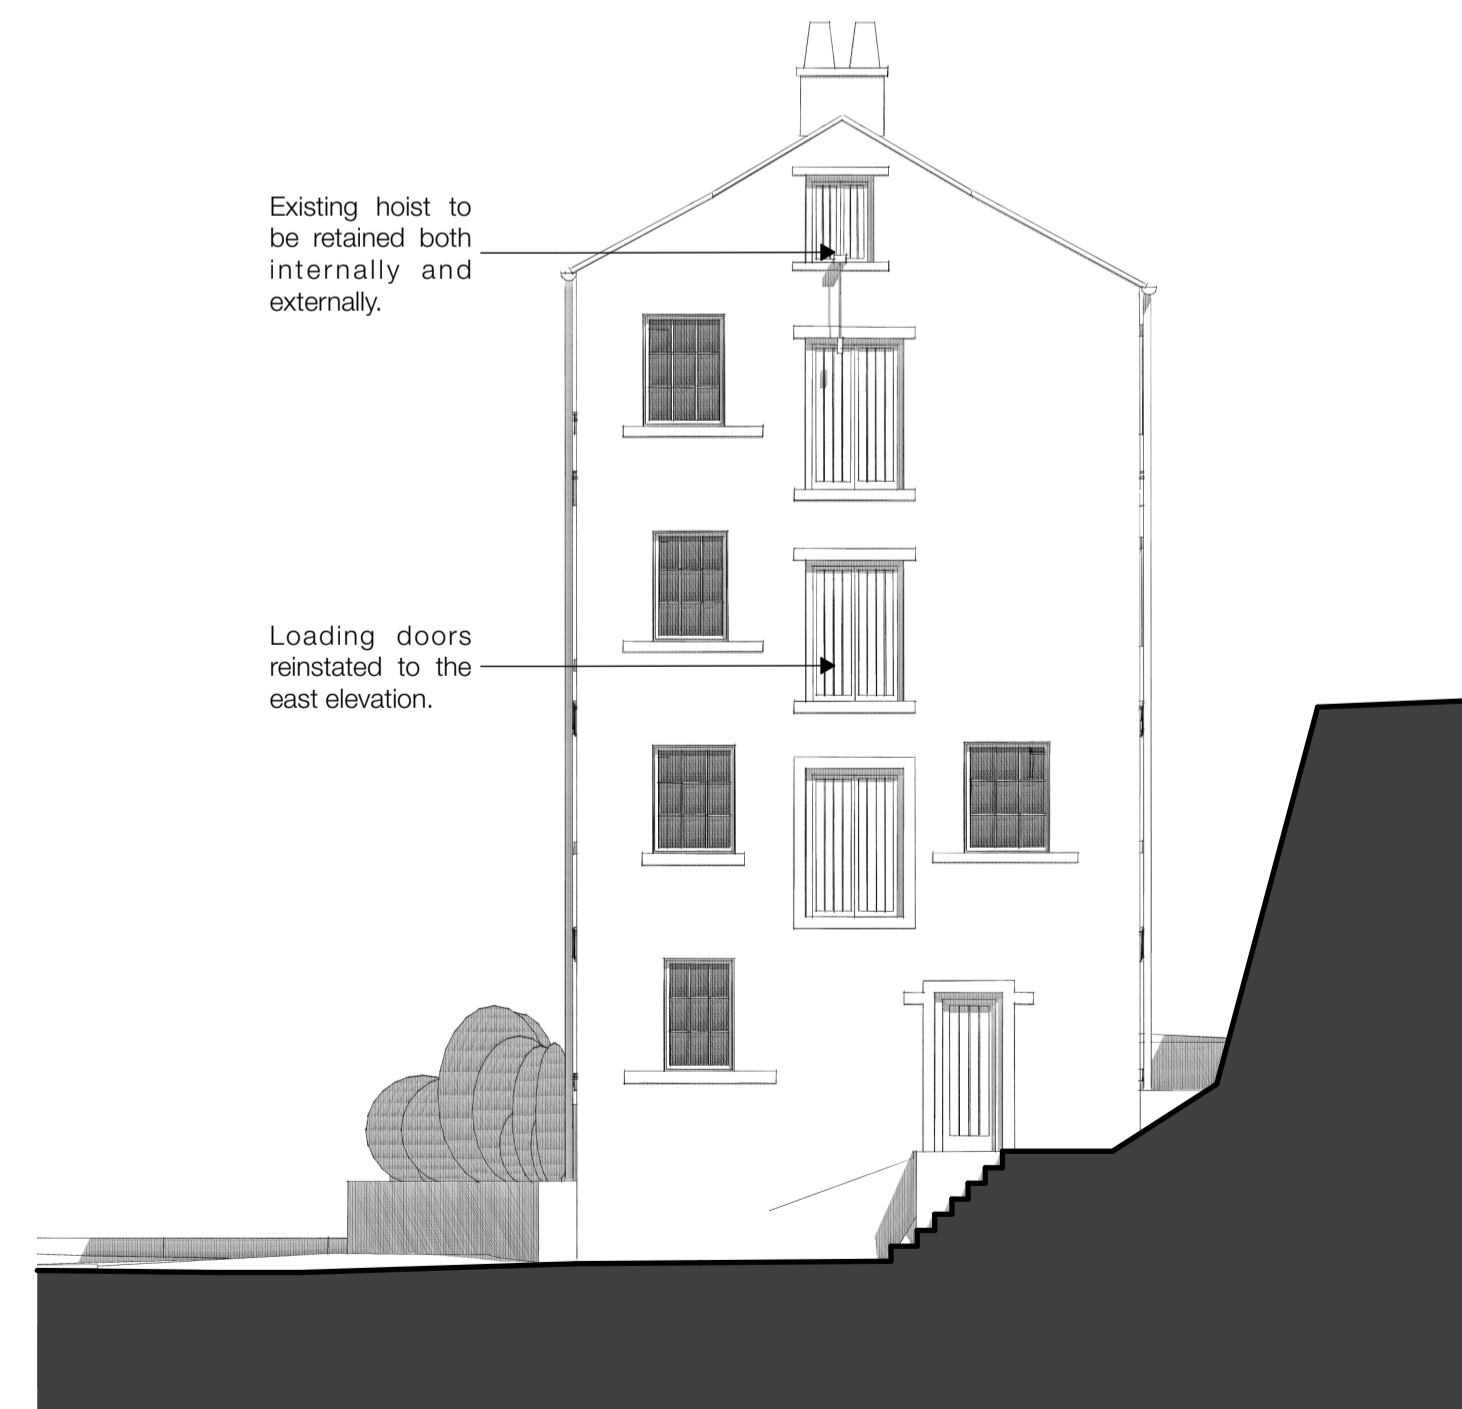 Existing hoist to
be retained both
internally and
externally.
Loading doors
reinstated to the
east elevation.